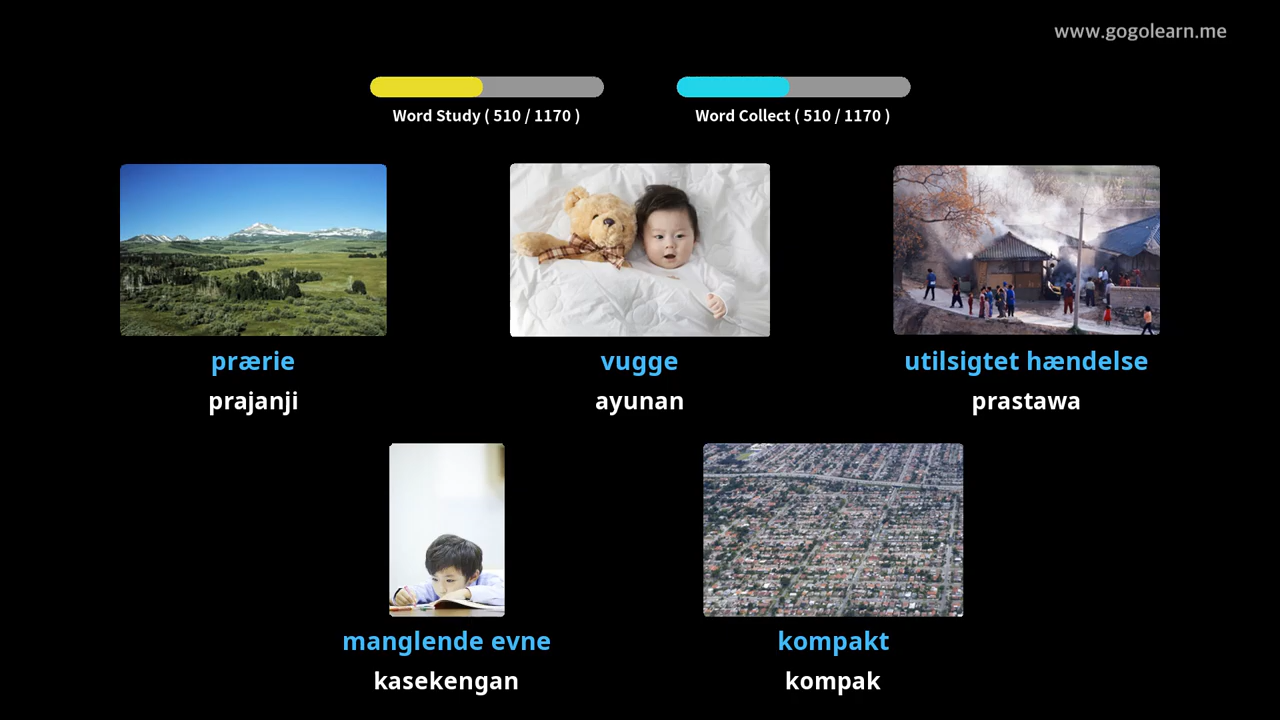 www.gogolearn.me
Word Study ( 510 / 1170 )
Word Collect ( 510 / 1170 )
prærie
prajanji
vugge
ayunan
utilsigtet hændelse
prastawa
manglende evne
kasekengan
kompakt
kompak